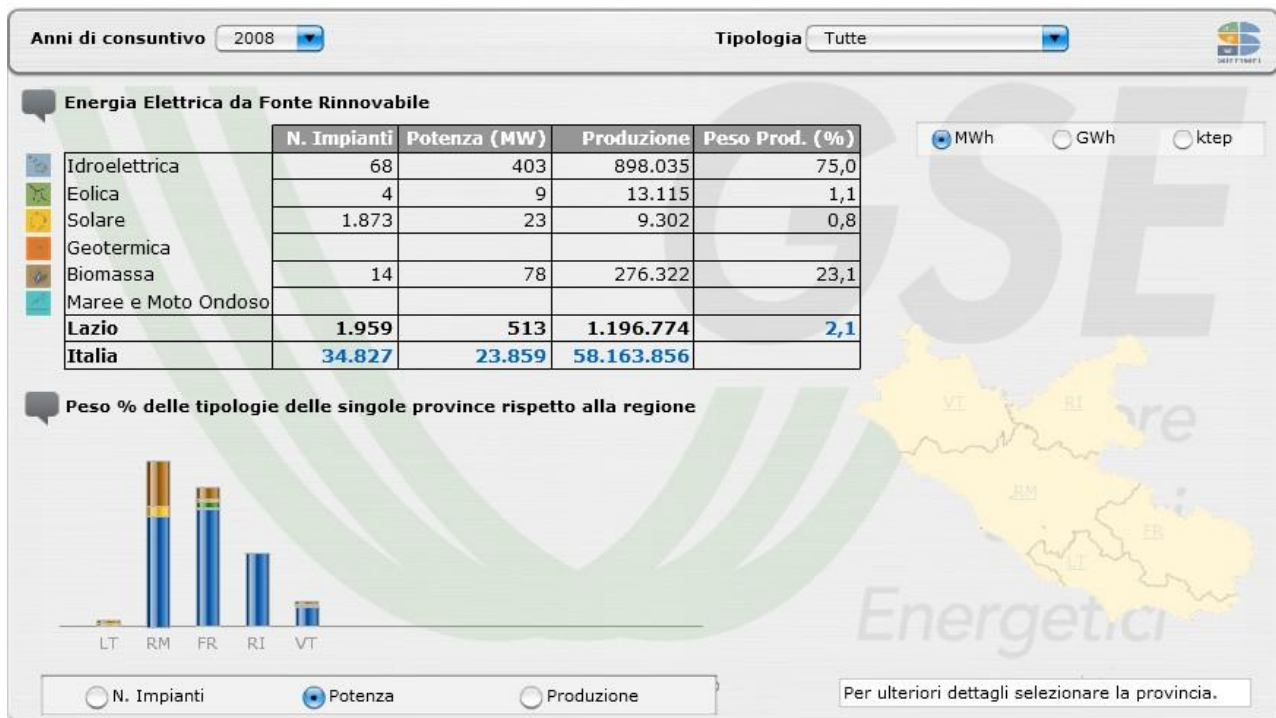 Anni di consuntivo 2008 Tipologia Tutte
Energia Elettrica da Fonte Rinnovabile
N. Impianti Potenza (MW) Produzione Peso Prod. (%)
MWh GWh ktep
Idroelettrica 68 403 898.035 75,0
Eolica 4 9 13.115 1,1
Solare 1.873 23 9.302 0,8
Geotermica
Biomassa 14 78 276.322 23,1
Maree e Moto Ondoso
Lazio 1.959 513 1.196.774 2,1
Italia 34.827 23.859 58.163.856
GSE
Peso % delle tipologie delle singole province rispetto alla regione
VT RI
RM
FR
LT
Energetici
LT RM FR RI VT
N. Impianti Potenza Produzione
Per ulteriori dettagli selezionare la provincia.